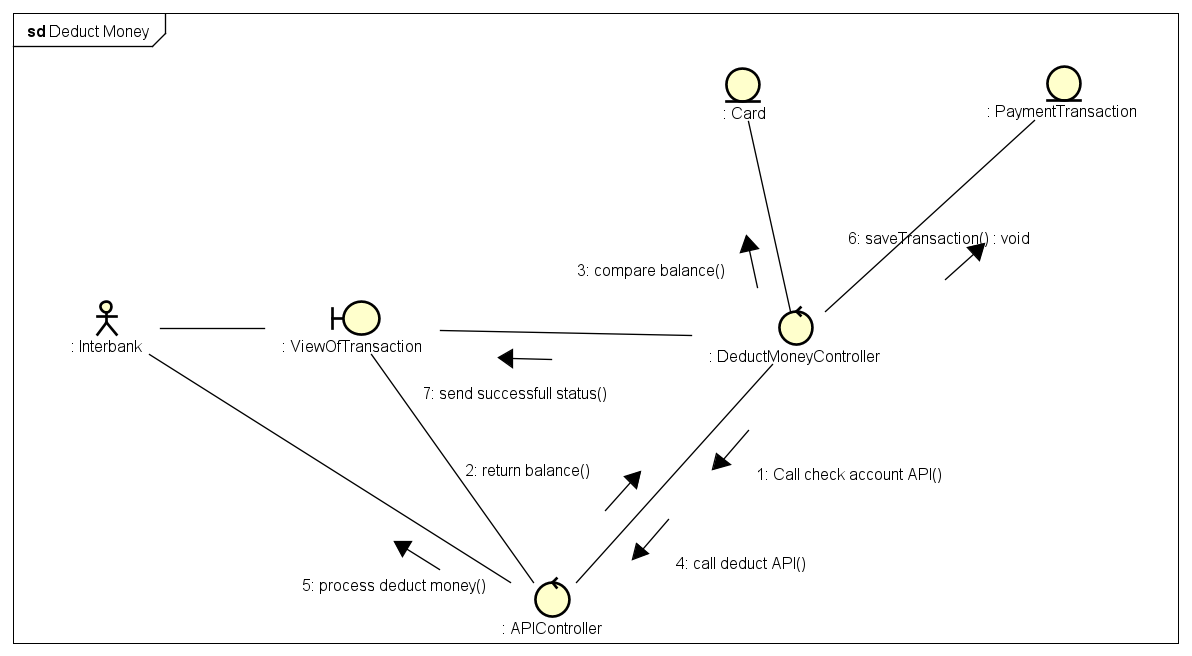 sd Deduct Money
: Card
: PaymentTransaction
6: saveTransaction() : void
3: compare balance()
: Interbank
: ViewOfTransaction
: DeductMoneyController
7: send successfull status()
2: return balance()
1: Call check account API()
4: call deduct API()
5: process deduct money()
: APIController